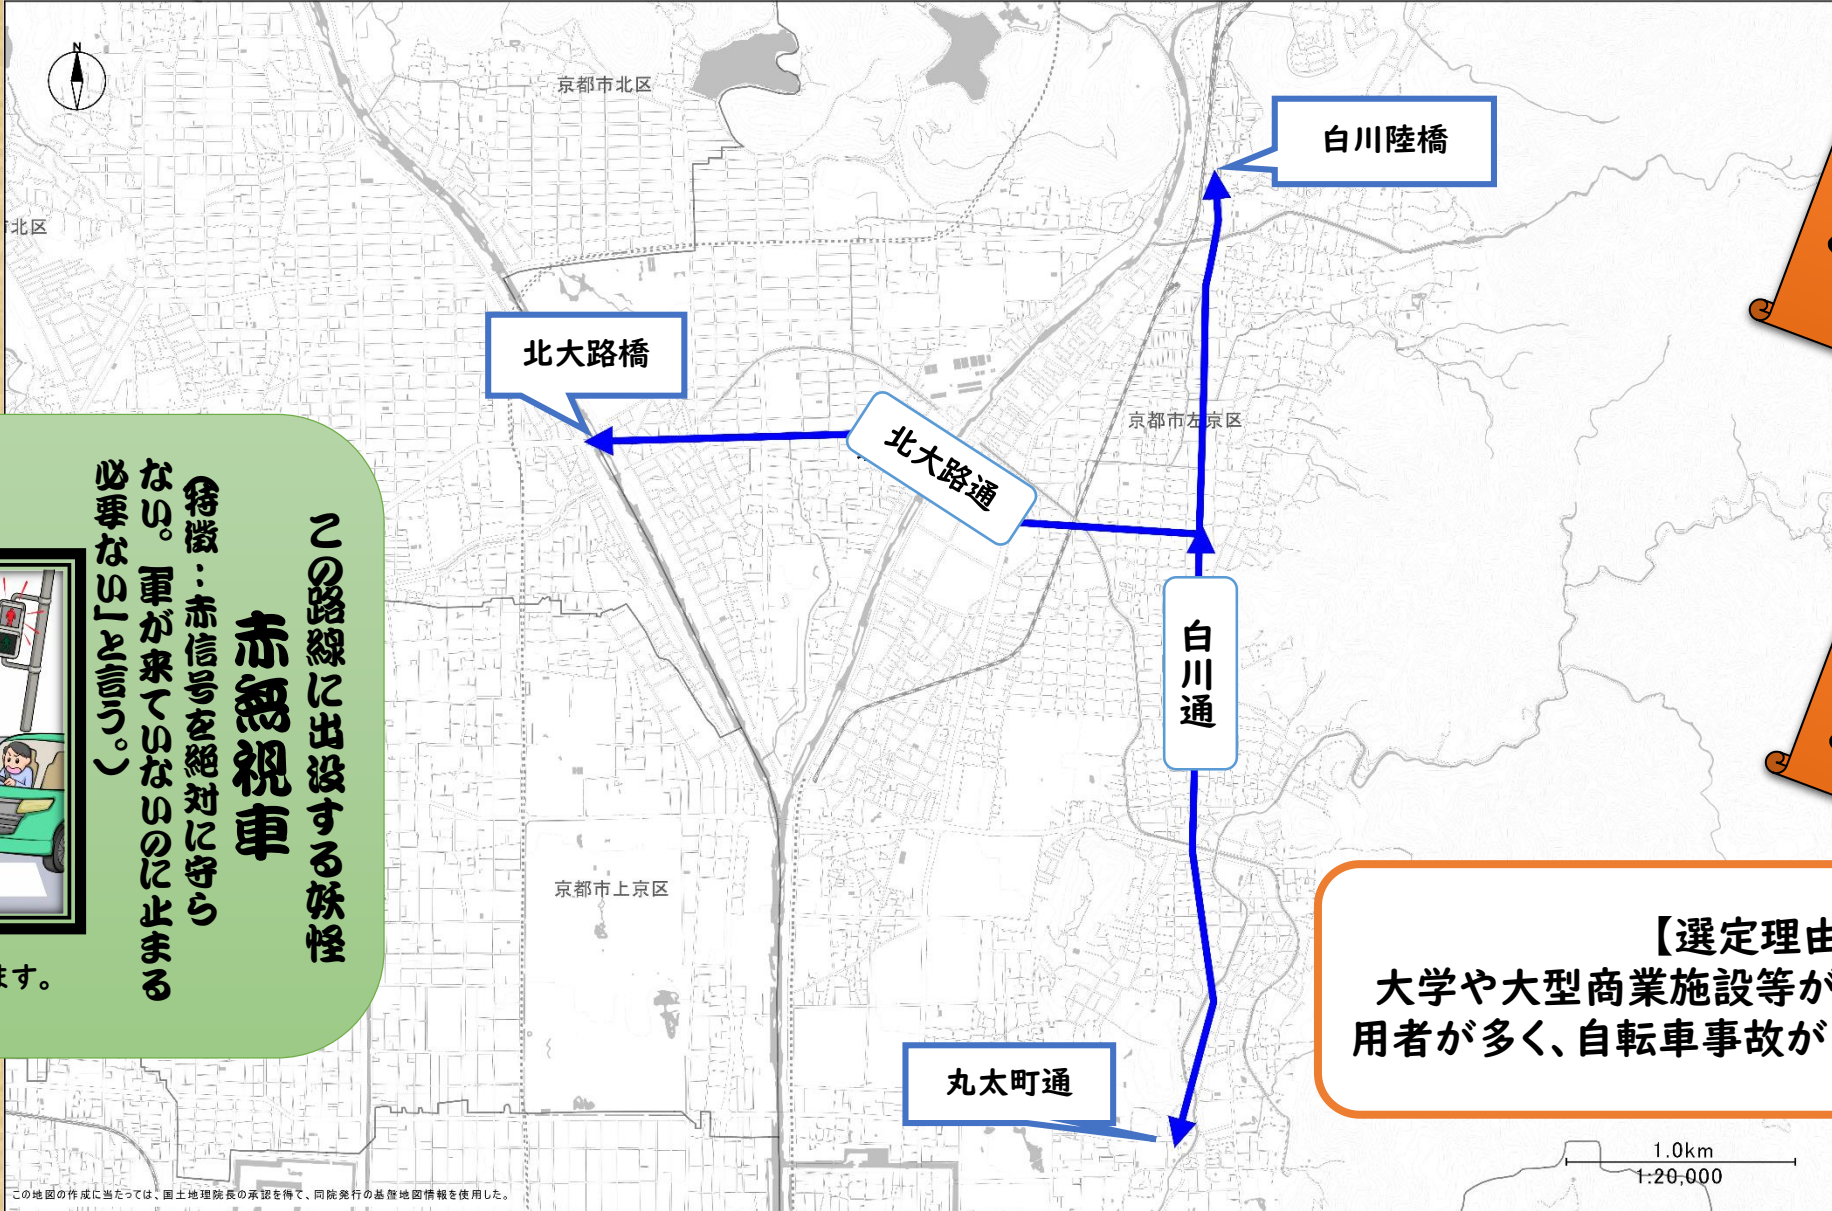 N
京都市北区
北区
白川陸橋
北大路橋
京都市左京区
北大路通
白川通
この路線に出没する妖怪
赤無視車
(特徴：赤信号を絶対に守ら
ない。「車が来ていないのに止まる
必要ない」と言う。)
ます。
京都市上京区
丸太町通
【選定理由
大学や大型商業施設等が
用者が多く、自転車事故が
1.0km
1:20,000
この地図の作成に当たっては、国土地理院長の承認を得て、同院発行の基盤地図情報を使用した。